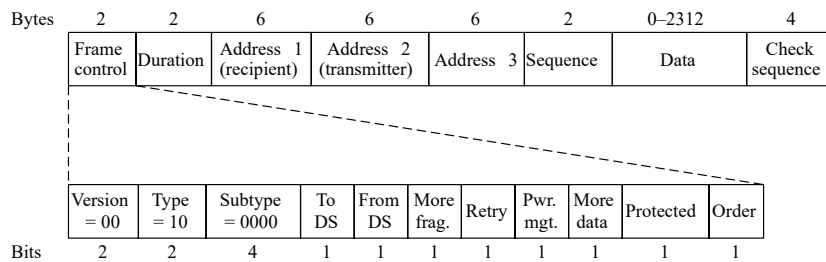 Bytes 2 2 6 6 6 2 0–2312 4
Frame control Duration Address 1 (recipient) Address 2 (transmitter) Address 3 Sequence Data Check sequence
Version = 00 Type = 10 Subtype = 0000 To DS From DS More frag. Retry Pwr. mgt. More data Protected Order
Bits 2 2 4 1 1 1 1 1 1 1 1